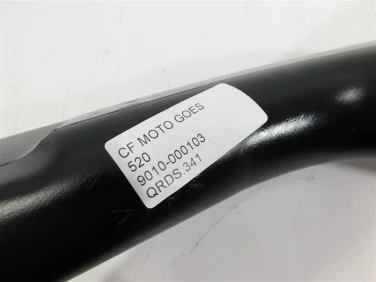 CF MOTO GOES
520
9010-000103
QRDS.341